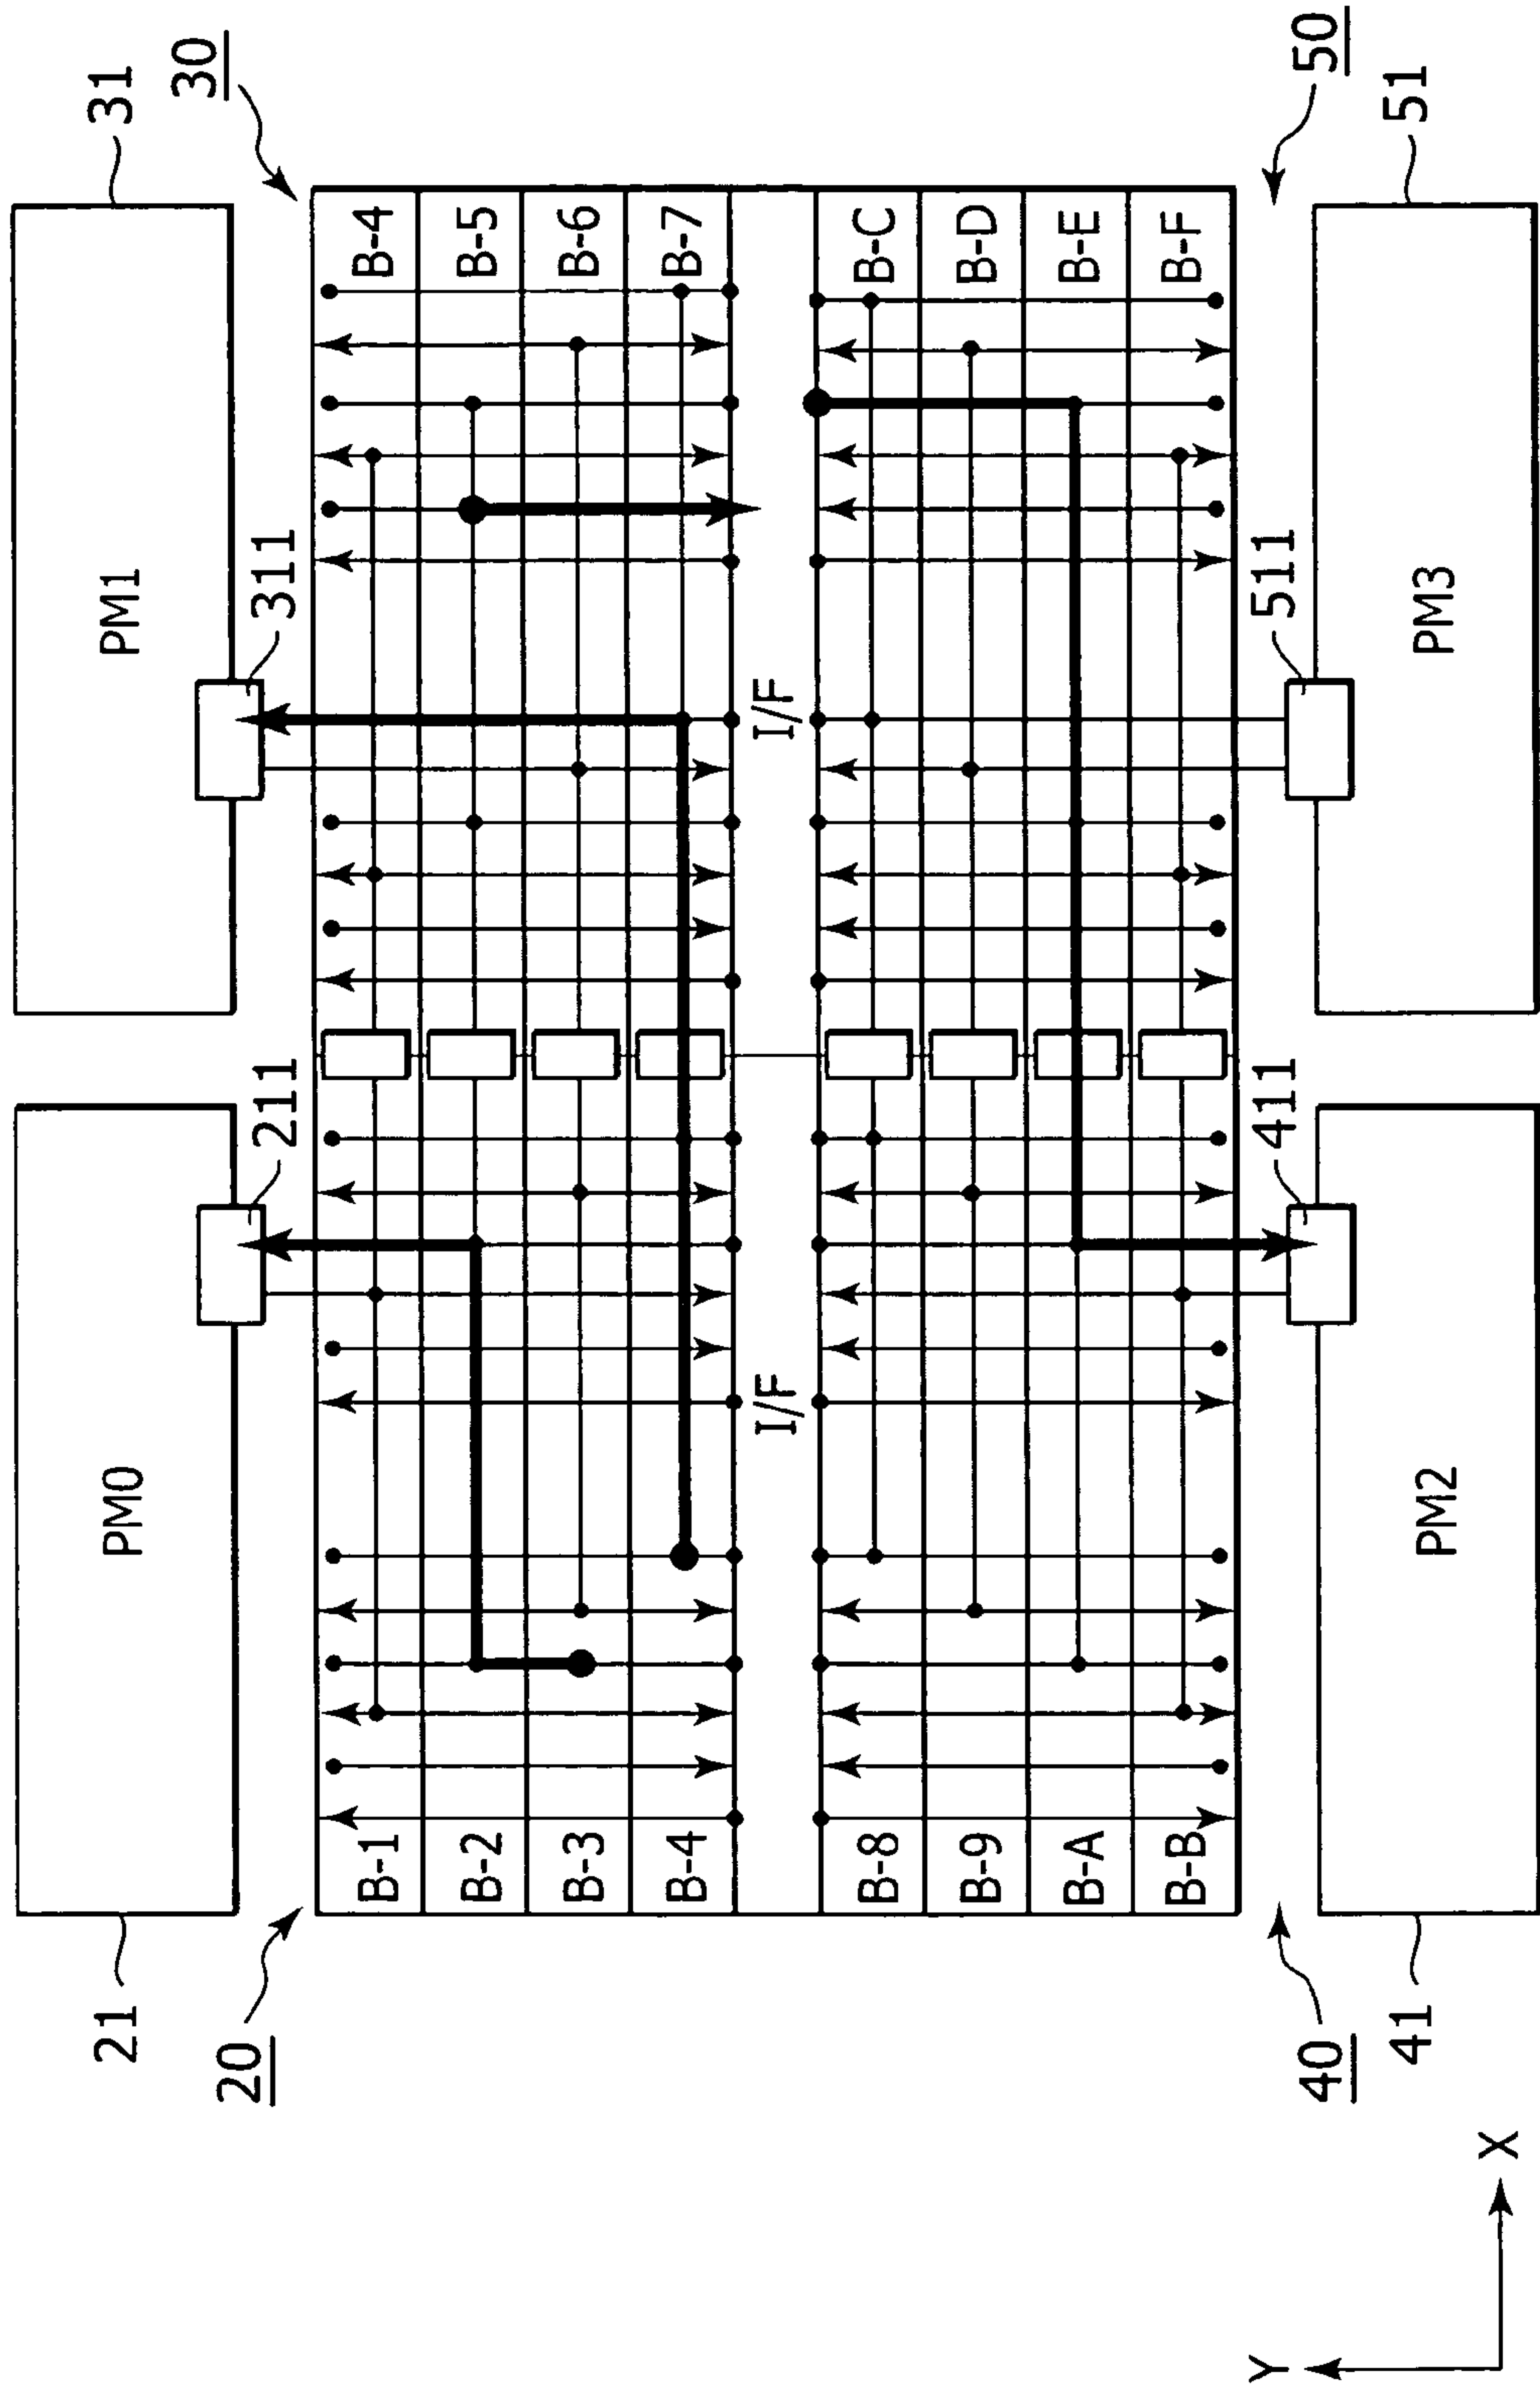 21
PM0
211
PM1
311
31
20
30
B-1
B-4
B-2
B-5
B-3
B-6
B-4
B-7
I/F
I/F
B-8
B-C
B-9
B-D
B-A
B-E
B-B
B-F
40
50
41
PM2
411
PM3
511
51
Y
X